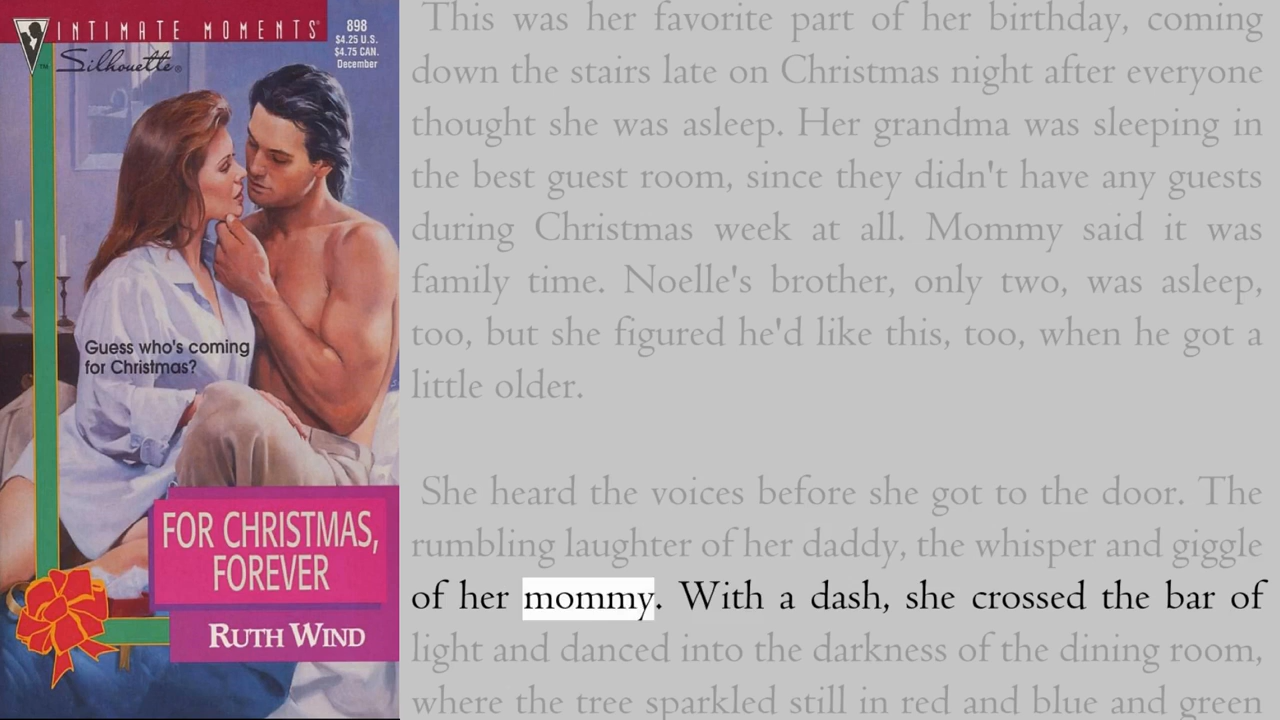 INTIMATE MOMENTS®
™
Silhouette®
898
$4.25 U.S.
$4.75 CAN.
December
Guess who's coming
for Christmas?
FOR CHRISTMAS,
FOREVER
RUTH WIND
This was her favorite part of her birthday, coming
down the stairs late on Christmas night after everyone
thought she was asleep. Her grandma was sleeping in
the best guest room, since they didn't have any guests
during Christmas week at all. Mommy said it was
family time. Noelle's brother, only two, was asleep,
too, but she figured he'd like this, too, when he got a
little older.
She heard the voices before she got to the door. The
rumbling laughter of her daddy, the whisper and giggle
of her mommy. With a dash, she crossed the bar of
light and danced into the darkness of the dining room,
where the tree sparkled still in red and blue and green